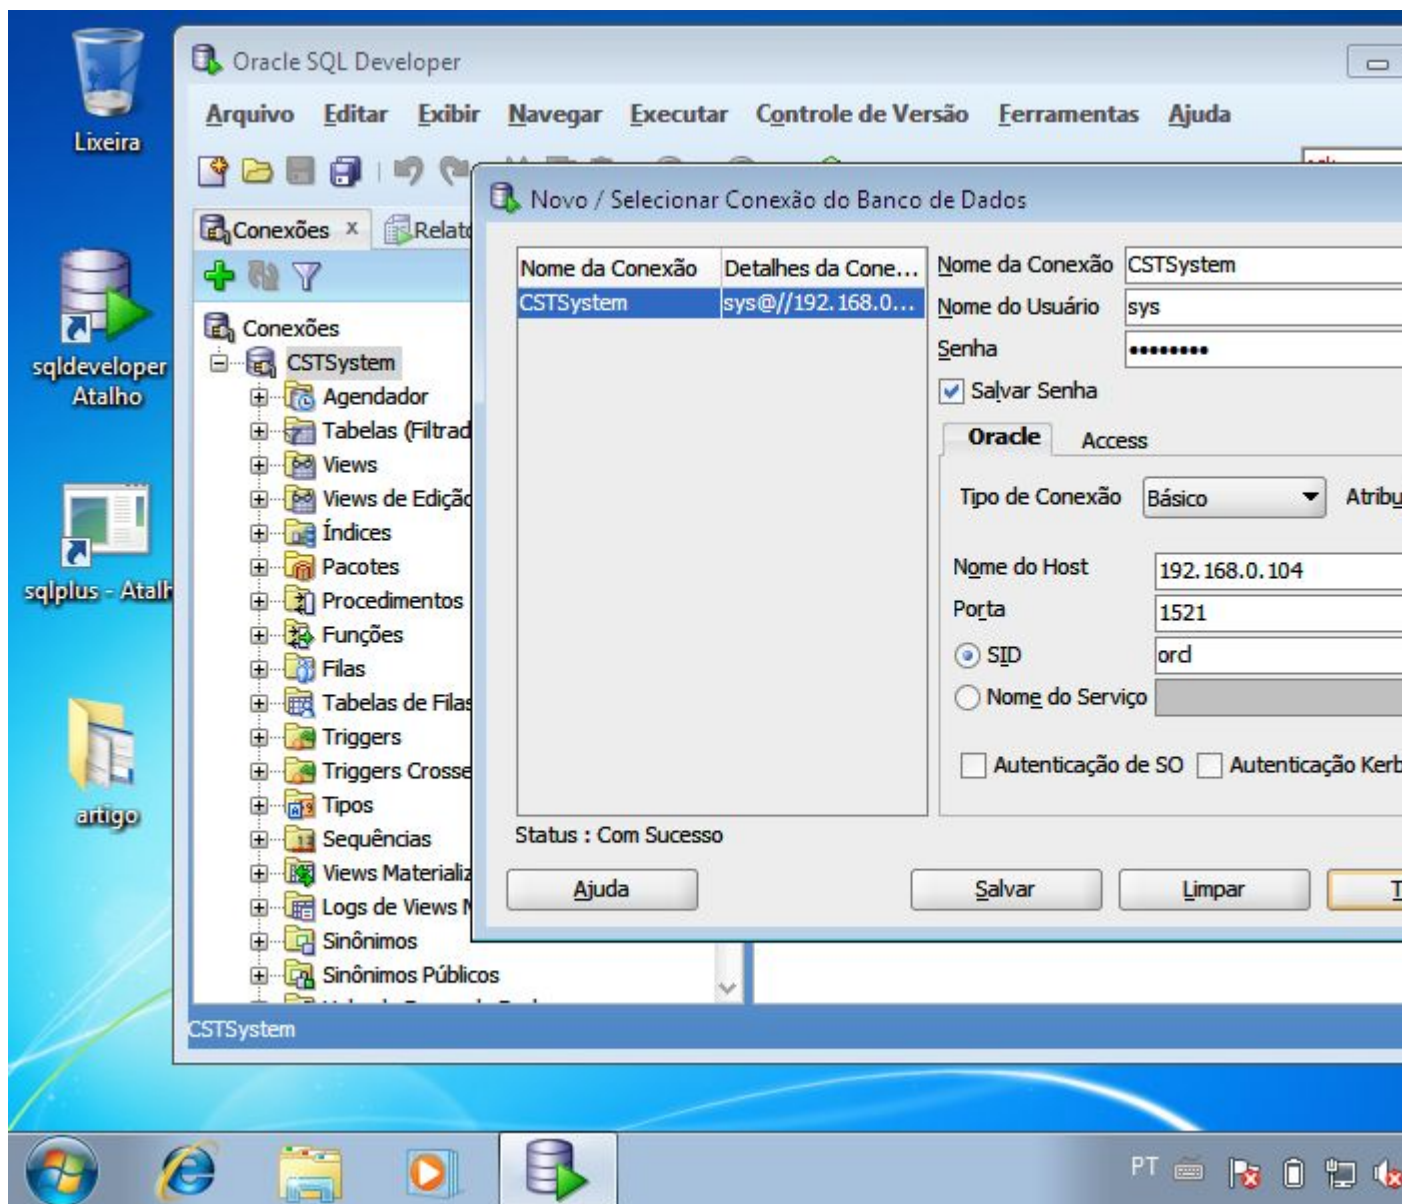 Lixeira
sqldeveloper
Atalho
sqlplus - Atalh
artigo
Oracle SQL Developer
Arquivo Editar Exibir Navegar Executar Controle de Versão Ferramentas Ajuda
Conexões x Relató
Conexões
CSTSystem
Agendador
Tabelas (Filtrad
Views
Views de Edição
Índices
Pacotes
Procedimentos
Funções
Filas
Tabelas de Filas
Triggers
Triggers Crosse
Tipos
Sequências
Views Materializ
Logs de Views M
Sinônimos
Sinônimos Públicos
CSTSystem
Novo / Selecionar Conexão do Banco de Dados
Nome da Conexão Detalhes da Cone...
CSTSystem sys@//192.168.0...
Nome da Conexão CSTSystem
Nome do Usuário sys
Senha ••••••••
Salvar Senha
Oracle Access
Tipo de Conexão Básico Atribu
Nome do Host 192.168.0.104
Porta 1521
SID orcl
Nome do Serviço
Autenticação de SO Autenticação Kerb
Status : Com Sucesso
Ajuda Salvar Limpar T
PT